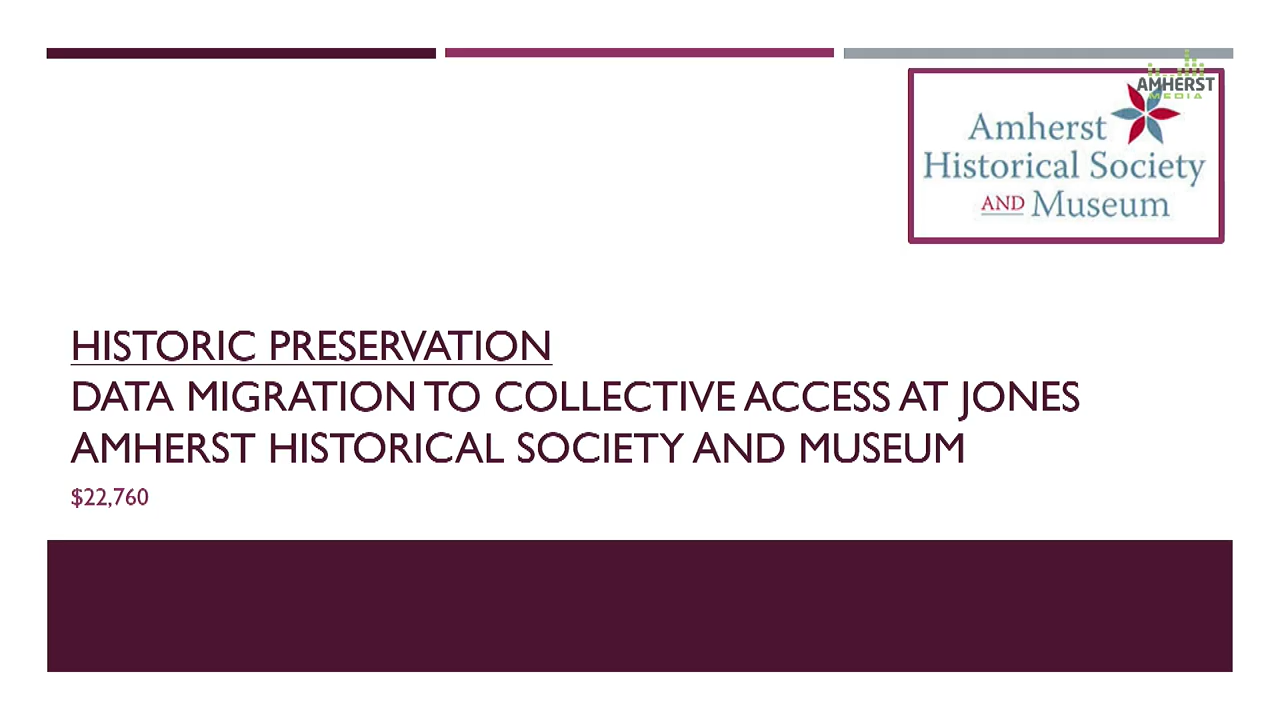 AMHERST
MEDIA
Amherst
Historical Society
AND Museum
HISTORIC PRESERVATION
DATA MIGRATION TO COLLECTIVE ACCESS AT JONES
AMHERST HISTORICAL SOCIETY AND MUSEUM
$22,760